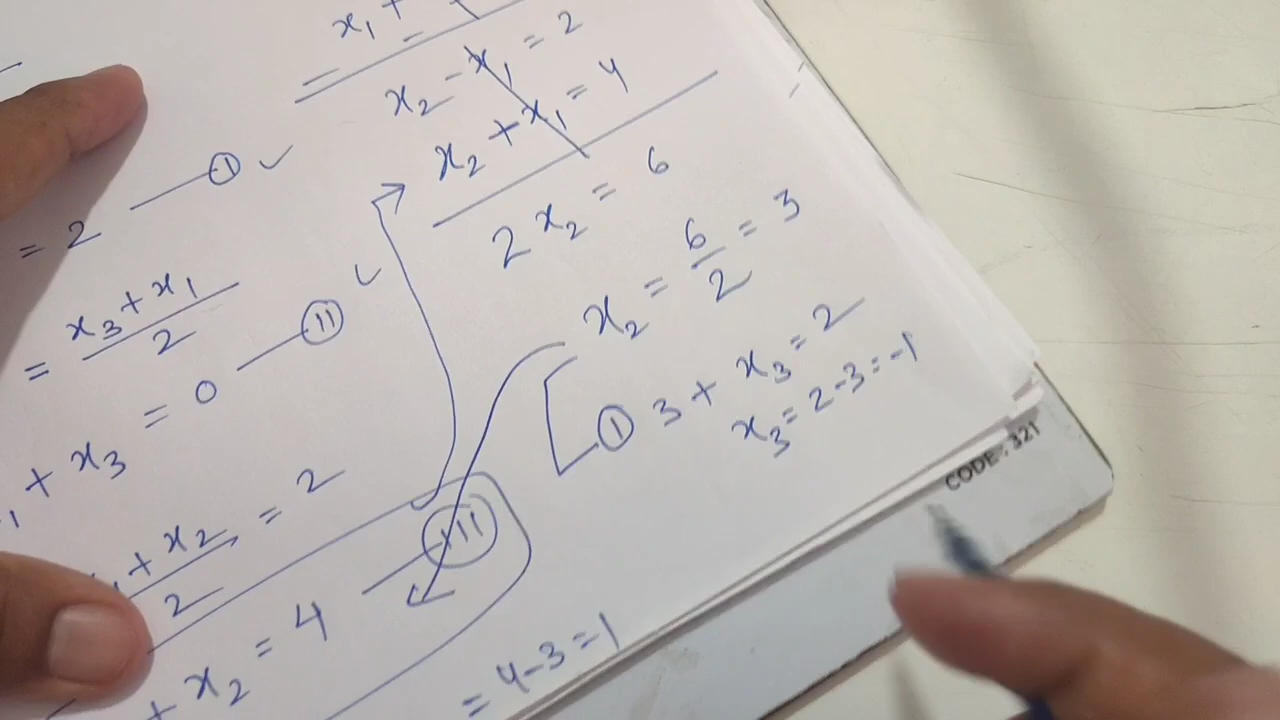 x₁ +
x₂ - x₁ = 2
x₂ + x₁ = 4
2 x₂ = 6
x₂ = 6/2 = 3
① 3 + x₃ = 2
x₃ = 2-3 = -1
= 2 — ① ✓
= x₃ + x₁ / 2
+ x₃ = 0 — ⑪ ✓
+ x₂ / 2 = 2
+ x₂ = 4 — ⑪⑪
= 4-3 = 1
CODE: 321